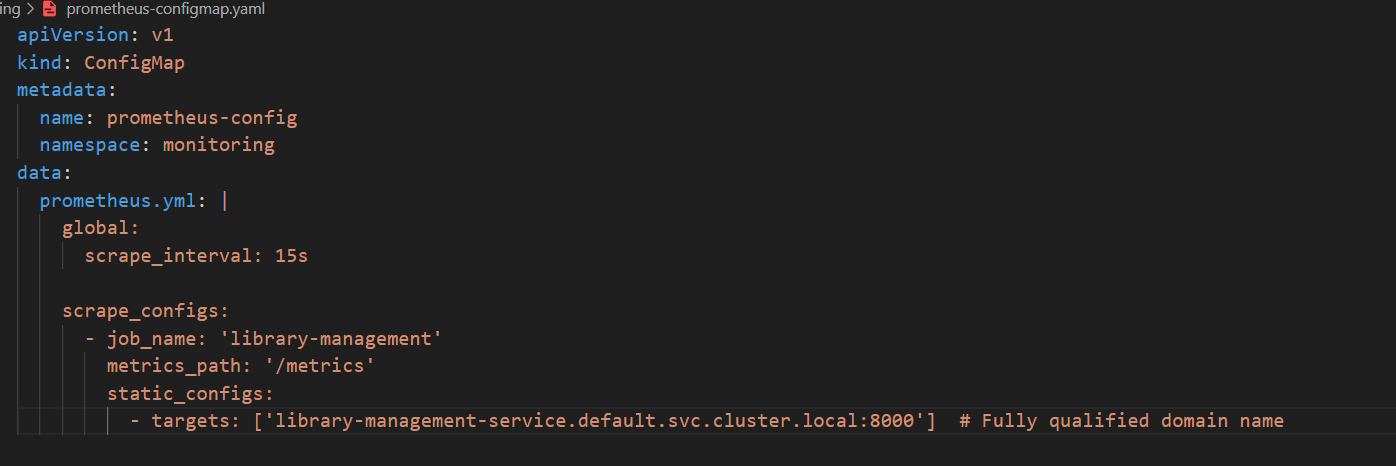 ing > prometheus-configmap.yaml
apiVersion: v1
kind: ConfigMap
metadata:
  name: prometheus-config
  namespace: monitoring
data:
  prometheus.yml: |
    global:
      scrape_interval: 15s

    scrape_configs:
      - job_name: 'library-management'
        metrics_path: '/metrics'
        static_configs:
          - targets: ['library-management-service.default.svc.cluster.local:8000']  # Fully qualified domain name